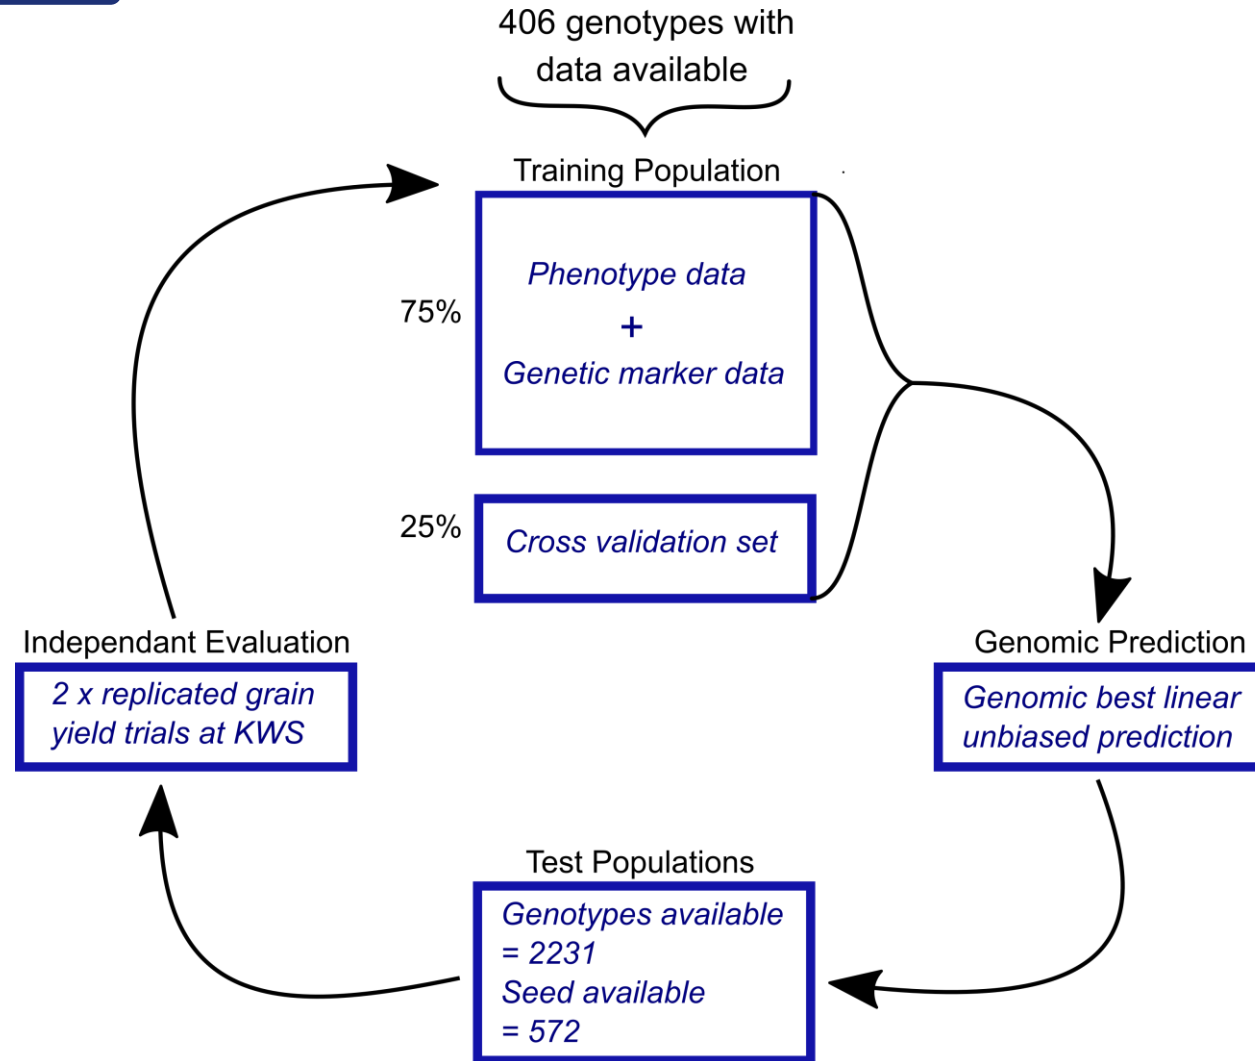 406 genotypes with
data available
Training Population
Phenotype data
+
Genetic marker data
75%
25%
Cross validation set
Independant Evaluation
2 x replicated grain
yield trials at KWS
Genomic Prediction
Genomic best linear
unbiased prediction
Test Populations
Genotypes available
= 2231
Seed available
= 572